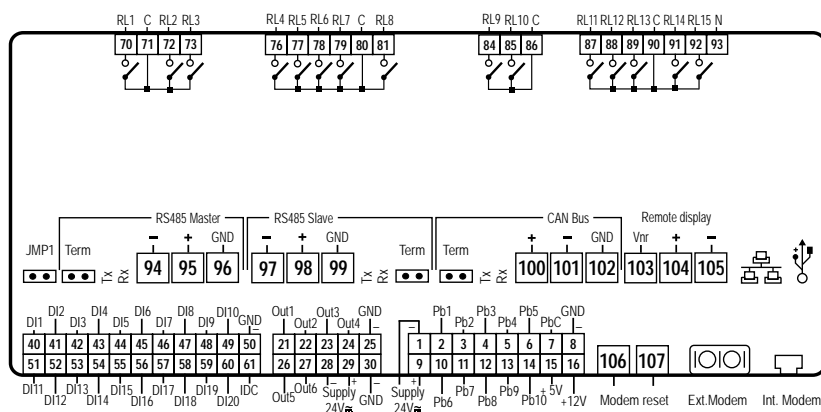 RL1 C RL2 RL3 RL4 RL5 RL6 RL7 C RL8 RL9 RL10 C RL11 RL12 RL13 C RL14 RL15 N
70 71 72 73 76 77 78 79 80 81 84 85 86 87 88 89 90 91 92 93
RS485 Master RS485 Slave CAN Bus Remote display
JMP1 Term − + GND − + GND Term Term + − GND Vnr + −
94 95 96 97 98 99 100 101 102 103 104 105
Tx Rx Tx Rx Tx Rx
DI2 DI4 DI6 DI8 DI10 Out1 Out3 GND Pb1 Pb3 Pb5 GND
DI1 DI3 DI5 DI7 DI9 GND Out2 Out4 − Pb2 Pb4 PbC −
40 41 42 43 44 45 46 47 48 49 50 21 22 23 24 25 1 2 3 4 5 6 7 8
51 52 53 54 55 56 57 58 59 60 61 26 27 28 29 30 9 10 11 12 13 14 15 16
106 107 |O|O|
DI11 DI13 DI15 DI17 DI19 IDC Out6 − + − + Pb7 Pb9 + 5V
DI12 DI14 DI16 DI18 DI20 Out5 Supply GND Supply Pb6 Pb8 Pb10 +12V Modem reset Ext.Modem Int. Modem
24V 24V